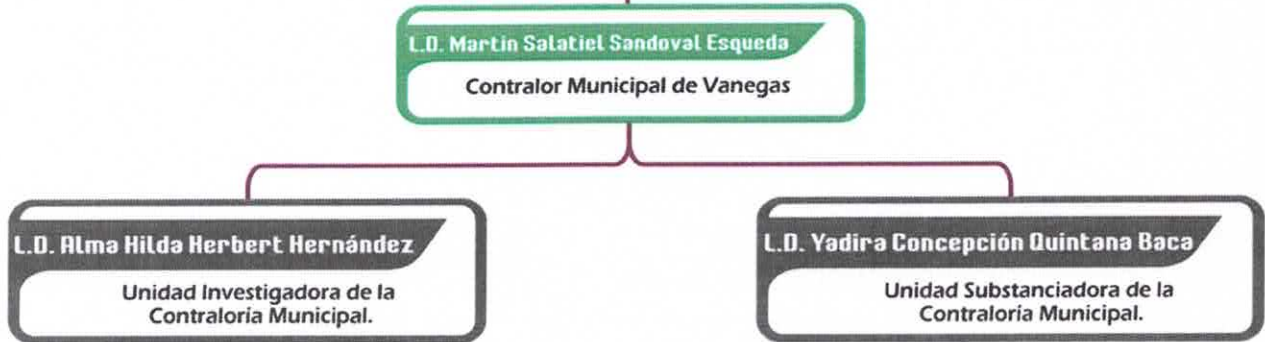 L.D. Martin Salatiel Sandoval Esqueda
Contralor Municipal de Vanegas
L.D. Alma Hilda Herbert Hernández
Unidad Investigadora de la
Contraloría Municipal.
L.D. Yadira Concepción Quintana Baca
Unidad Substanciadora de la
Contraloría Municipal.